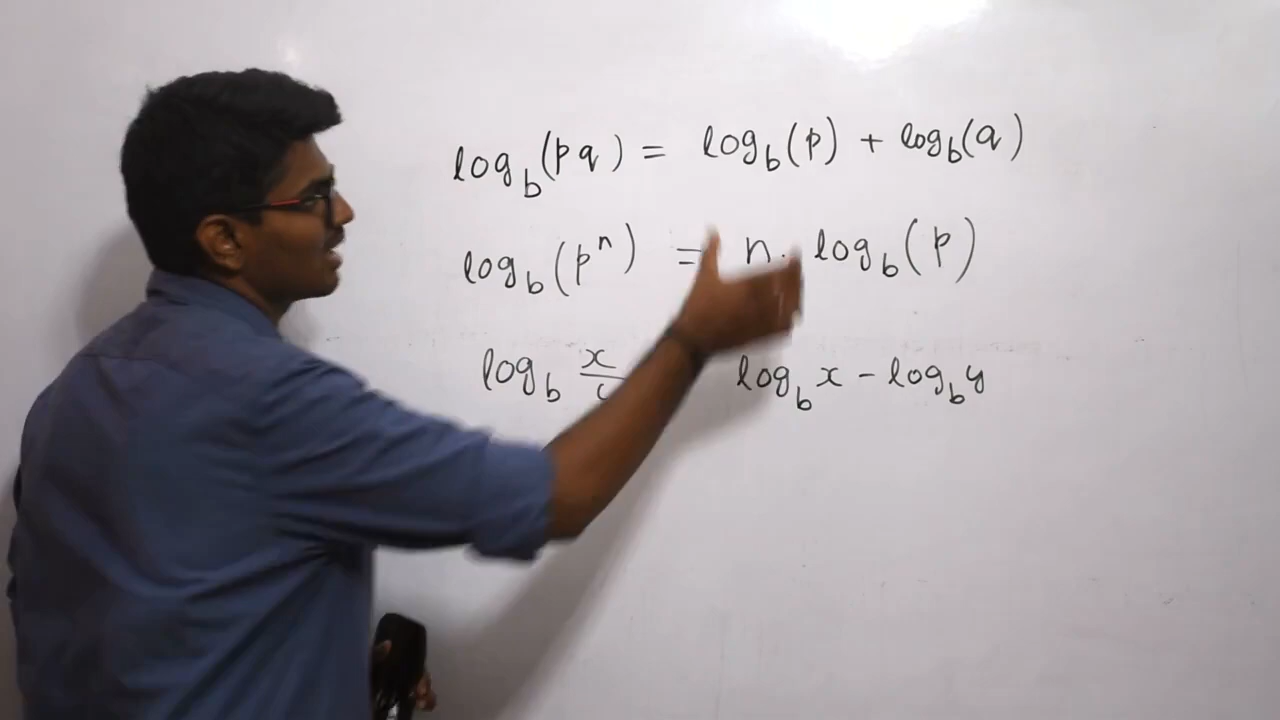 log_b(pq) = log_b(p) + log_b(q)
log_b(p^n) = n. log_b(p)
log_b x/ log_b x - log_b y